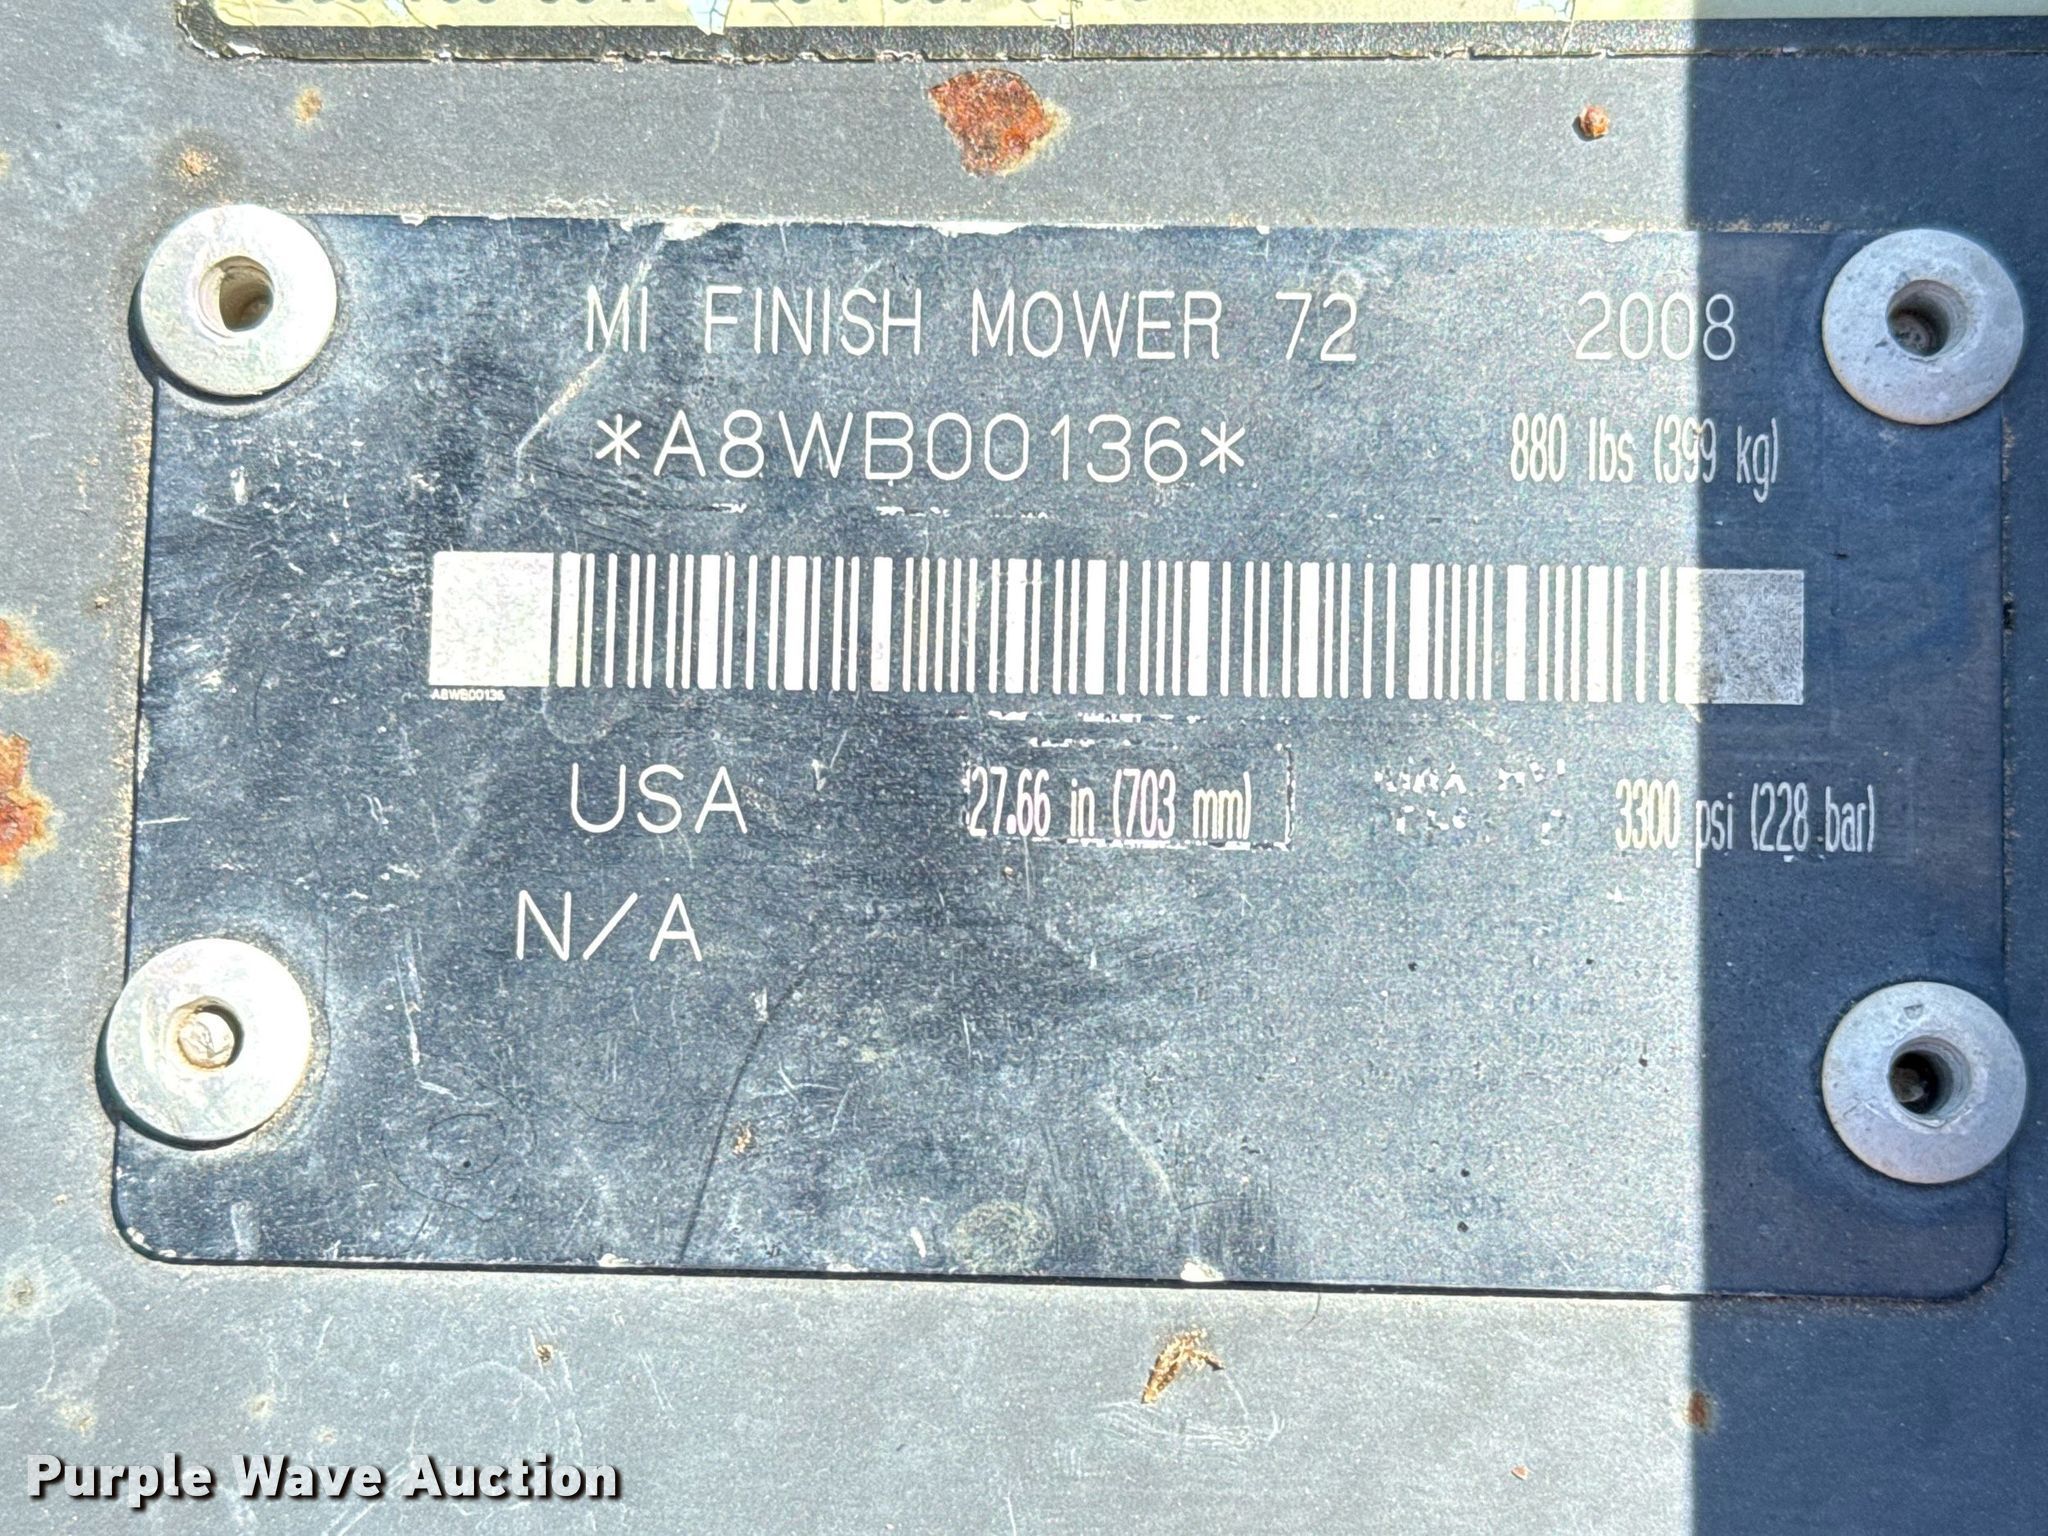 MI FINISH MOWER 72 2008
*A8WB00136* 880 lbs (399 kg)
A8WB00136
USA 27.66 in (703 mm) 3300 psi (228 bar)
N/A
Purple Wave Auction